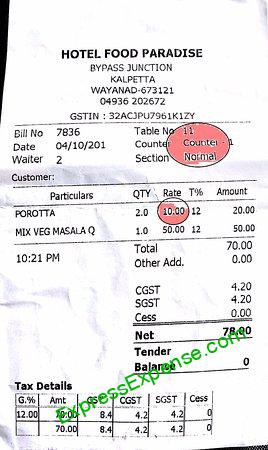 HOTEL FOOD PARADISE
BYPASS JUNCTION
KALPETTA
WAYANAD-673121
04936 202672
GSTIN : 32ACJPU7961K1ZY
Bill No 7836 Table No 11
Date 04/10/201 Counter Counter - 1
Waiter 2 Section Normal
Customer:
Particulars QTY Rate T% Amount
POROTTA 2.0 10.00 12 20.00
MIX VEG MASALA Q 1.0 50.00 12 50.00
Total 70.00
10:21 PM Other Add. 0.00
CGST 4.20
SGST 4.20
Cess 0.00
Net 78.00
Tender
Balance 0
Tax Details
G.% Amt GST CGST SGST Cess
12.00 70.00 8.4 4.2 4.2 0
70.00 8.4 4.2 4.2 0
ExpressExpense.com